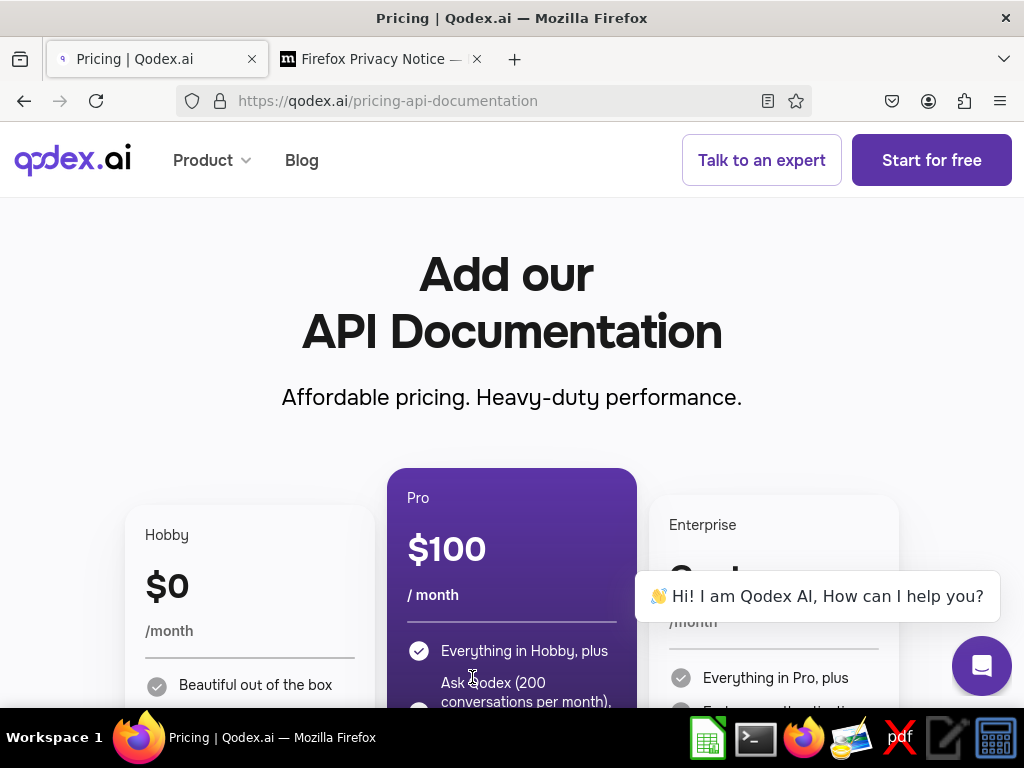 Pricing | Qodex.ai — Mozilla Firefox
Pricing | Qodex.ai
Firefox Privacy Notice —
https://qodex.ai/pricing-api-documentation
qodex.ai
Product
Blog
Talk to an expert
Start for free
Add our
API Documentation
Affordable pricing. Heavy-duty performance.
Hobby
$0
/month
Beautiful out of the box
Pro
$100
/ month
Everything in Hobby, plus
Ask Qodex (200
conversations per month),
Enterprise
/month
Everything in Pro, plus
👋 Hi! I am Qodex AI, How can I help you?
Workspace 1
Pricing | Qodex.ai — Mozilla Firefox
pdf